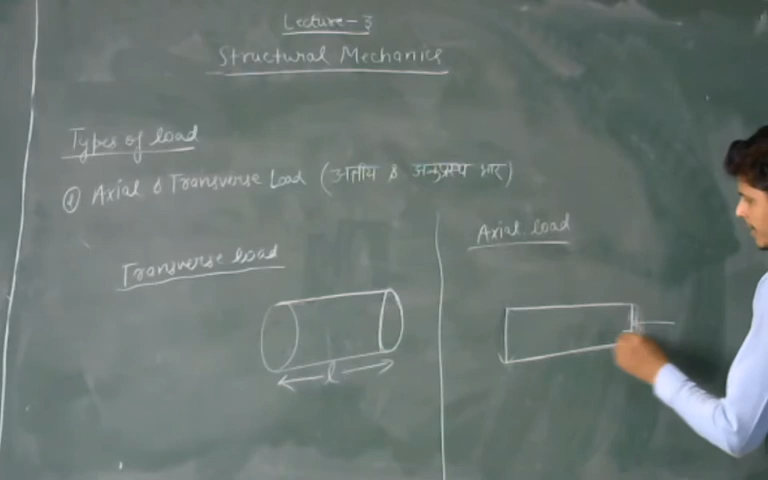 Lecture-3
Structural Mechanics
Types of load
① Axial & Transverse Load (अक्षीय & अनुप्रस्थ भार)
Transverse load
Axial load
l